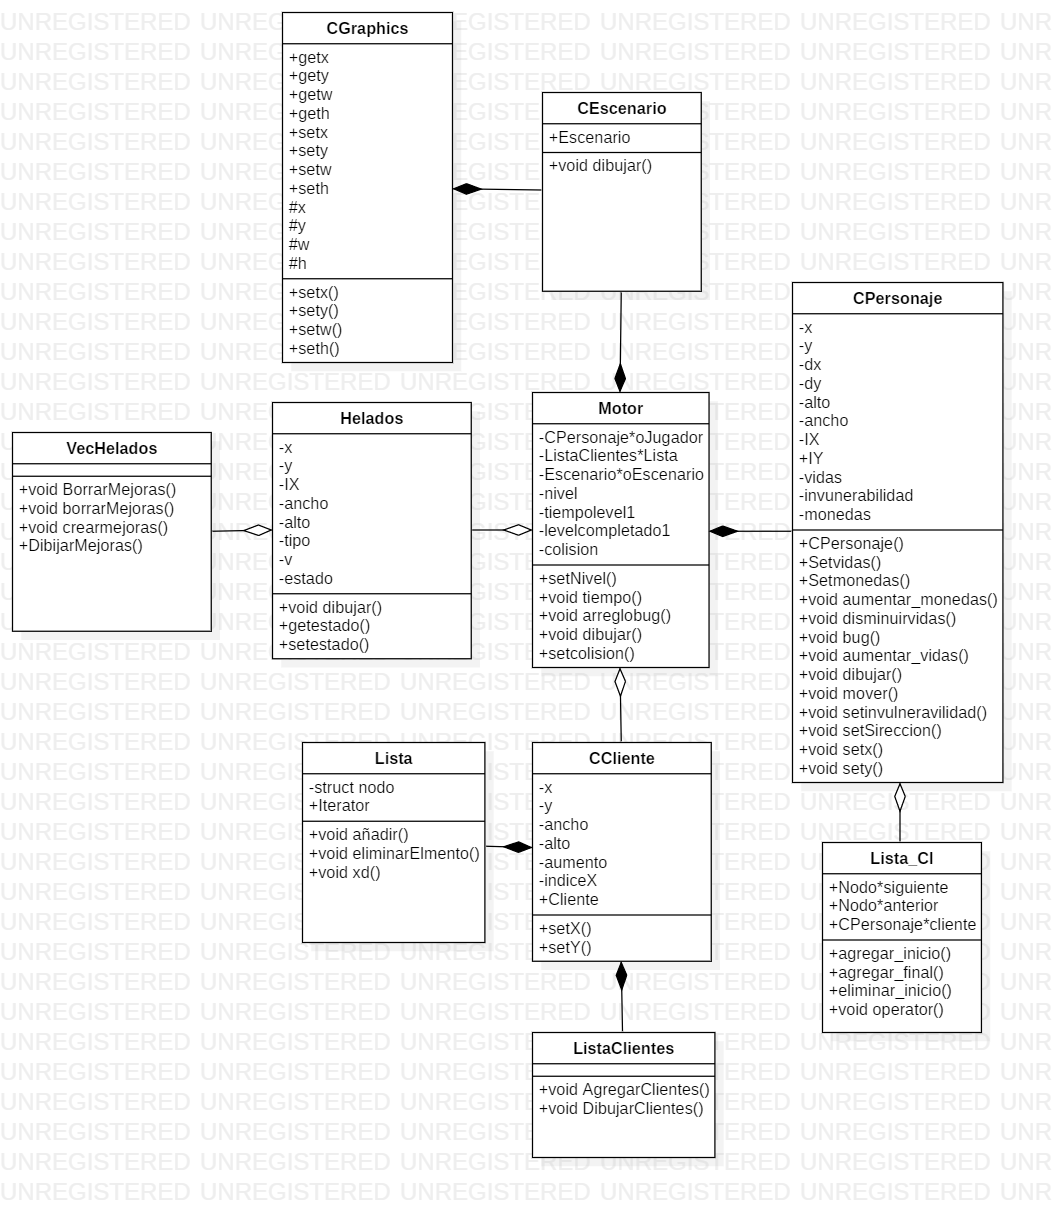 CGraphics
+getx
+gety
+getw
+geth
+setx
+sety
+setw
+seth
#x
#y
#w
#h
+setx()
+sety()
+setw()
+seth()
CEscenario
+Escenario
+void dibujar()
CPersonaje
-x
-y
-dx
-dy
-alto
-ancho
-IX
+IY
-vidas
-invunerabilidad
-monedas
+CPersonaje()
+Setvidas()
+Setmonedas()
+void aumentar_monedas()
+void disminuirvidas()
+void bug()
+void aumentar_vidas()
+void dibujar()
+void mover()
+void setinvulneravilidad()
+void setSireccion()
+void setx()
+void sety()
Motor
-CPersonaje*oJugador
-ListaClientes*Lista
-Escenario*oEscenario
-nivel
-tiempolevel1
-levelcompletado1
-colision
+setNivel()
+void tiempo()
+void arreglobug()
+void dibujar()
+setcolision()
Helados
-x
-y
-IX
-ancho
-alto
-tipo
-v
-estado
+void dibujar()
+getestado()
+setestado()
VecHelados
+void BorrarMejoras()
+void borrarMejoras()
+void crearmejoras()
+DibijarMejoras()
Lista
-struct nodo
+Iterator
+void añadir()
+void eliminarElmento()
+void xd()
CCliente
-x
-y
-ancho
-alto
-aumento
-indiceX
+Cliente
+setX()
+setY()
Lista_Cl
+Nodo*siguiente
+Nodo*anterior
+CPersonaje*cliente
+agregar_inicio()
+agregar_final()
+eliminar_inicio()
+void operator()
ListaClientes
+void AgregarClientes()
+void DibujarClientes()
UNREGISTERED